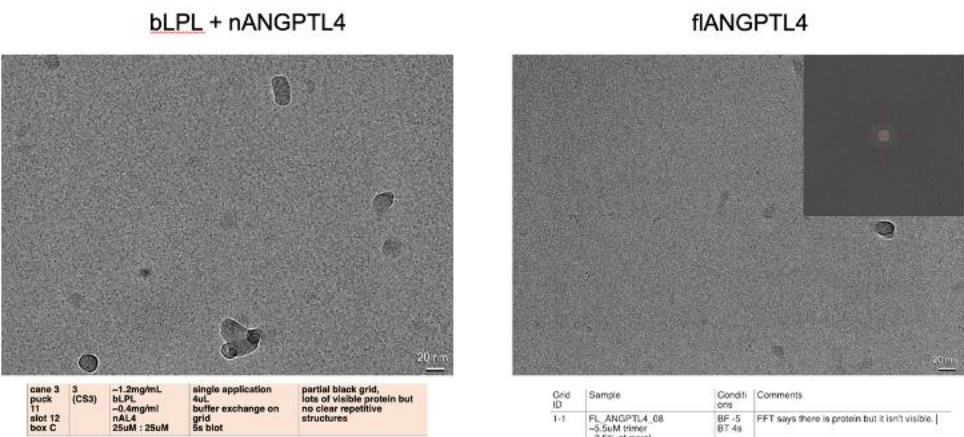 bLPL + nANGPTL4
flANGPTL4
20 nm
20 nm
cane 3
puck
11
slot 12
box C
3
(CS3)
~1.2mg/mL
bLPL
~0.4mg/ml
nAL4
25uM : 25uM
single application
4uL
buffer exchange on
grid
5s blot
partial black grid,
lots of visible protein but
no clear repetitive
structures
Grid
ID
Sample
Conditi
ons
Comments
1-1
FL_ANGPTL4_08
~5.5uM trimer
BF -5
BT 4s
FFT says there is protein but it isn't visible.